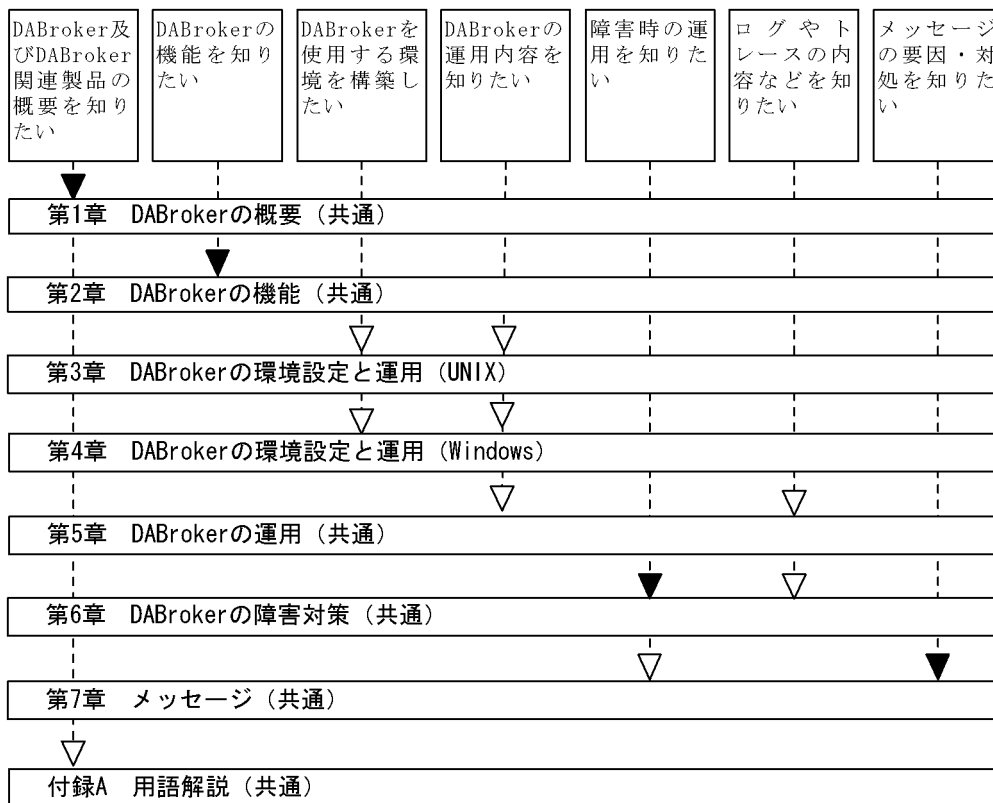 DABroker及
びDABroker
関連製品の
概要を知り
たい
DABrokerの
機能を知り
たい
DABrokerを
使用する環
境を構築し
たい
DABrokerの
運用内容を
知りたい
障害時の運
用を知りた
い
ログやト
レースの内
容などを知
りたい
メッセージ
の要因・対
処を知りた
い
第1章 DABrokerの概要（共通）
第2章 DABrokerの機能（共通）
第3章 DABrokerの環境設定と運用（UNIX）
第4章 DABrokerの環境設定と運用（Windows）
第5章 DABrokerの運用（共通）
第6章 DABrokerの障害対策（共通）
第7章 メッセージ（共通）
付録A 用語解説（共通）